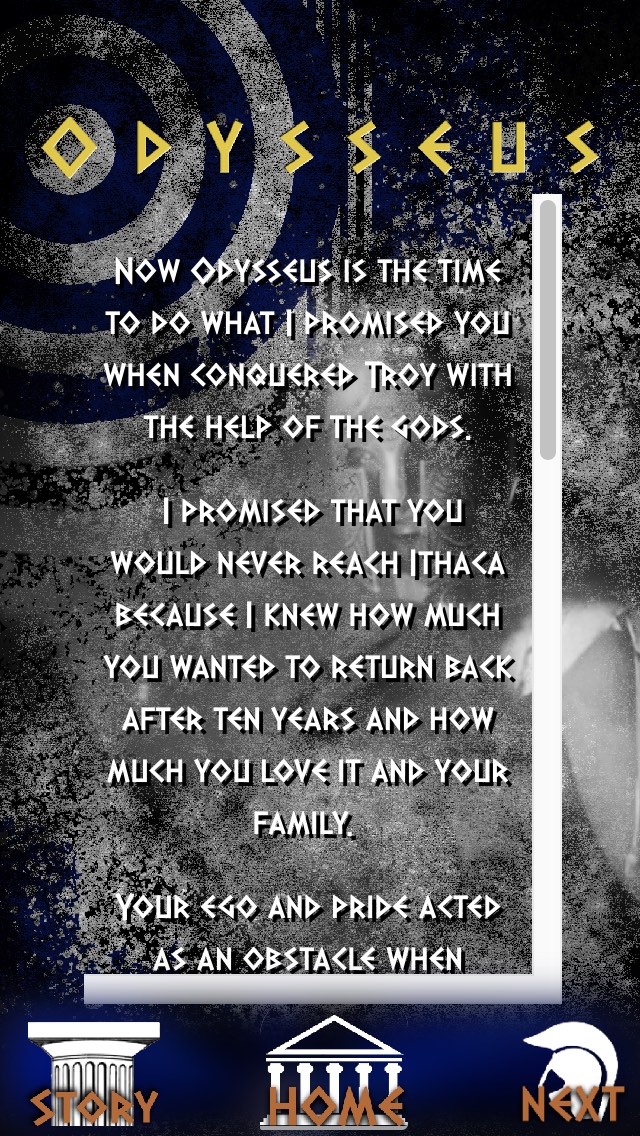 Odysseus
Now Odysseus is the time
to do what I promised you
when conquered Troy with
the help of the gods.
I promised that you
would never reach Ithaca
because I knew how much
you wanted to return back
after ten years and how
much you love it and your
family.
Your ego and pride acted
as an obstacle when
STORY
HOME
NEXT